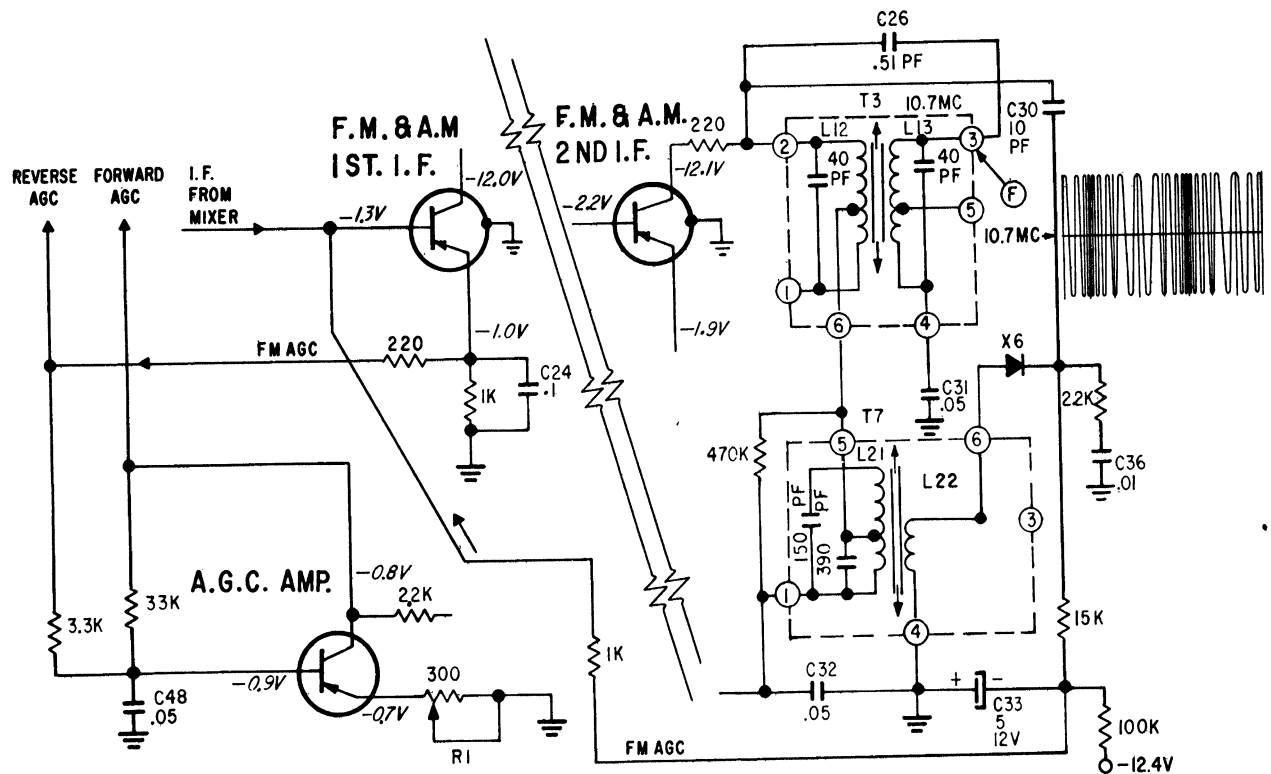 C26
.51 PF
T3
10.7MC
C30
10
PF
F.M. & A.M
1ST. I.F.
F.M. & A.M.
2ND I.F.
220
L12
L13
2
3
40
PF
40
PF
F
5
-12.0V
-12.1V
REVERSE
AGC
FORWARD
AGC
I.F.
FROM
MIXER
-1.3V
-2.2V
10.7MC
1
6
4
-1.0V
-1.9V
FM AGC
220
1K
C24
.1
X6
C31
.05
2.2K
C36
.01
T7
470K
5
L21
6
L22
3
150
PF
390
PF
1
4
A.G.C. AMP.
-0.8V
2.2K
3.3K
33K
1K
15K
-0.9V
300
-0.7V
R1
C48
.05
C32
.05
+
-
C33
5
12V
100K
-12.4V
FM AGC